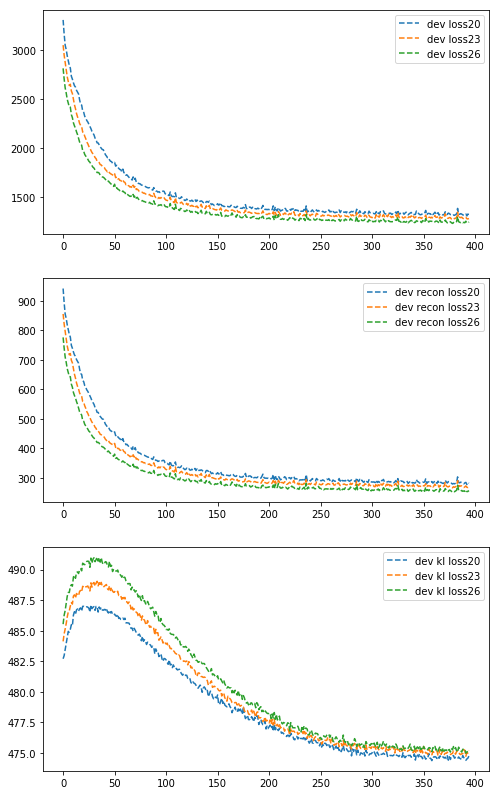 dev loss20
dev loss23
dev loss26
3000
2500
2000
1500
0 50 100 150 200 250 300 350 400
dev recon loss20
dev recon loss23
dev recon loss26
900
800
700
600
500
400
300
0 50 100 150 200 250 300 350 400
dev kl loss20
dev kl loss23
dev kl loss26
490.0
487.5
485.0
482.5
480.0
477.5
475.0
0 50 100 150 200 250 300 350 400